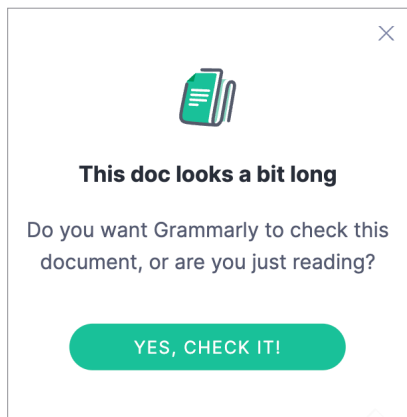 This doc looks a bit long
Do you want Grammarly to check this
document, or are you just reading?
YES, CHECK IT!